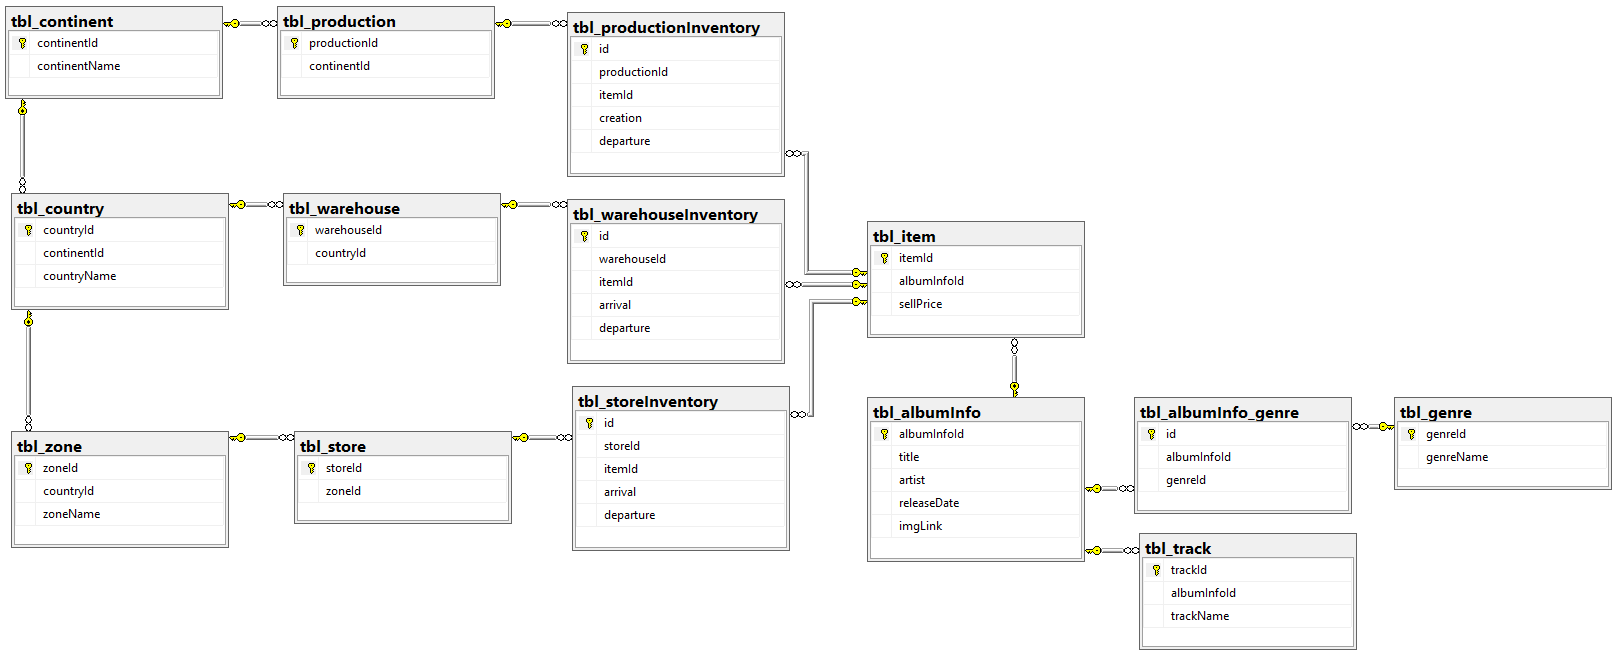 tbl_continent
continentId
continentName
tbl_production
productionId
continentId
tbl_productionInventory
id
productionId
itemId
creation
departure
tbl_country
countryId
continentId
countryName
tbl_warehouse
warehouseId
countryId
tbl_warehouseInventory
id
warehouseId
itemId
arrival
departure
tbl_item
itemId
albumInfoId
sellPrice
tbl_zone
zoneId
countryId
zoneName
tbl_store
storeId
zoneId
tbl_storeInventory
id
storeId
itemId
arrival
departure
tbl_albumInfo
albumInfoId
title
artist
releaseDate
imgLink
tbl_albumInfo_genre
id
albumInfoId
genreId
tbl_genre
genreId
genreName
tbl_track
trackId
albumInfoId
trackName